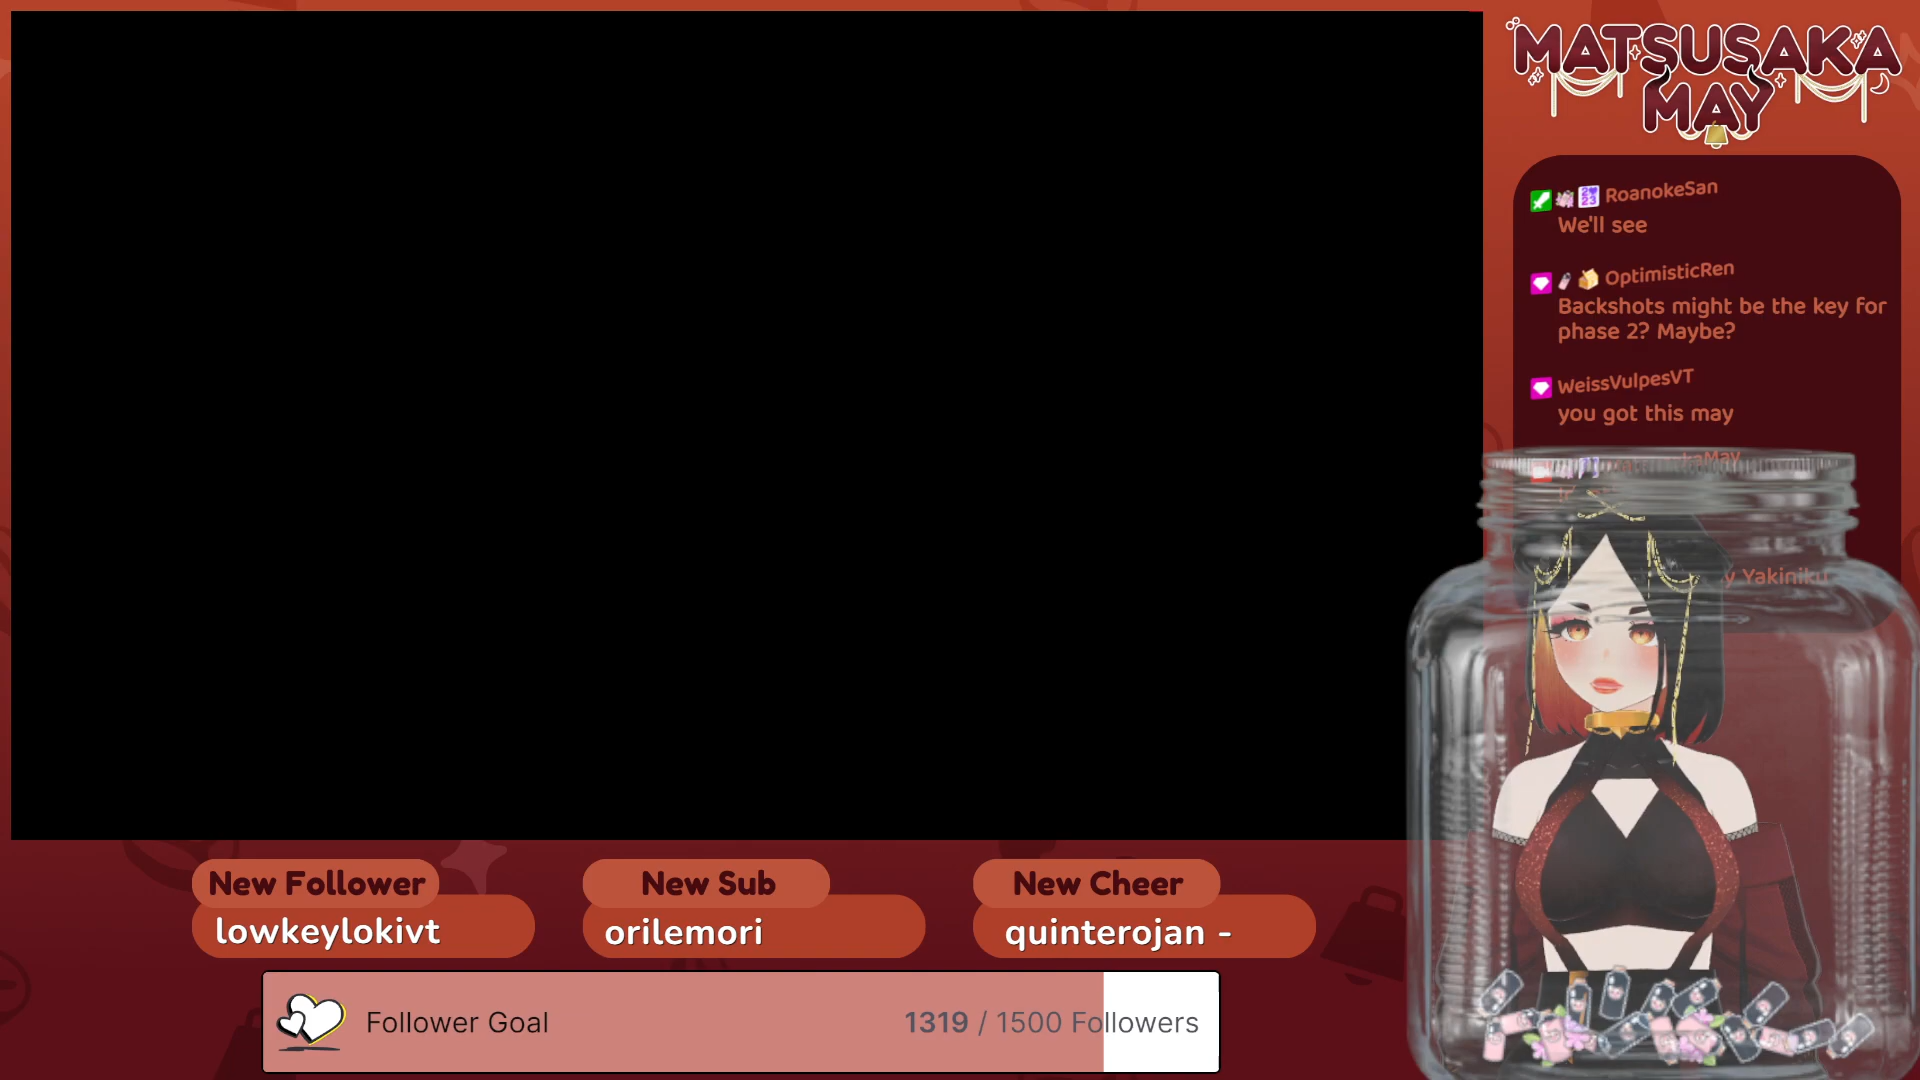 MATSUSAKA
MAY
RoanokeSan
We'll see
OptimisticRen
Backshots might be the key for
phase 2? Maybe?
WeissVulpesVT
you got this may
Yakiniku
New Follower
lowkeylokivt
New Sub
orilemori
New Cheer
quinterojan -
Follower Goal
1319 / 1500 Followers